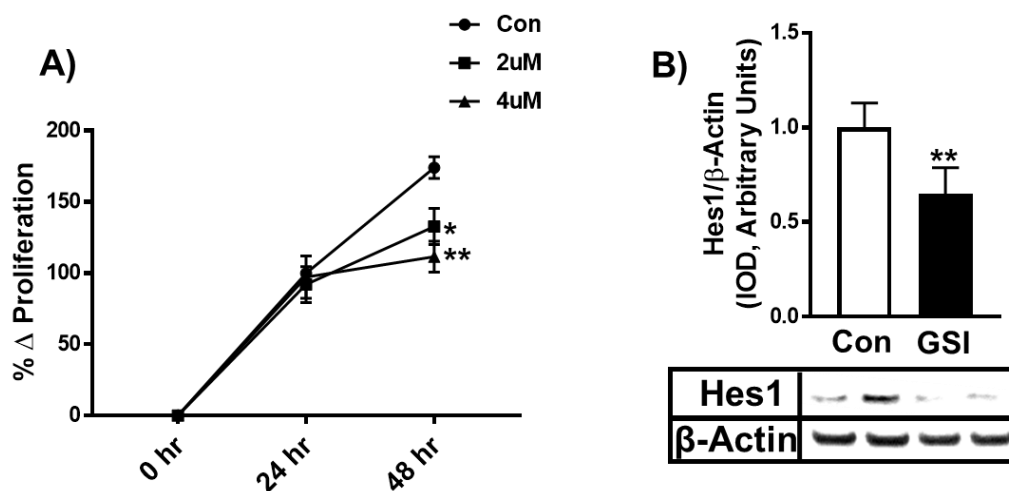 A)
Con
2uM
4uM
% Δ Proliferation
200
150
100
50
0
0 hr
24 hr
48 hr
*
**
B)
Hes1/β-Actin
(IOD, Arbitrary Units)
1.5
1.0
0.5
0.0
**
Con GSI
Hes1
β-Actin